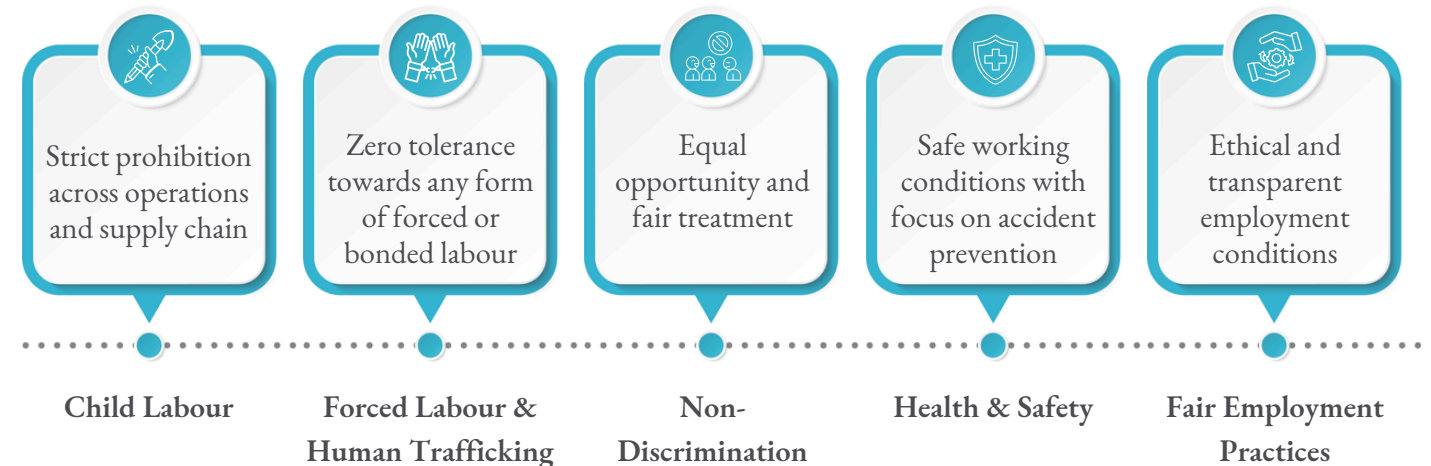 Strict prohibition
across operations
and supply chain
Zero tolerance
towards any form
of forced or
bonded labour
Equal
opportunity and
fair treatment
Safe working
conditions with
focus on accident
prevention
Ethical and
transparent
employment
conditions
Child Labour
Forced Labour &
Human Trafficking
Non-
Discrimination
Health & Safety
Fair Employment
Practices